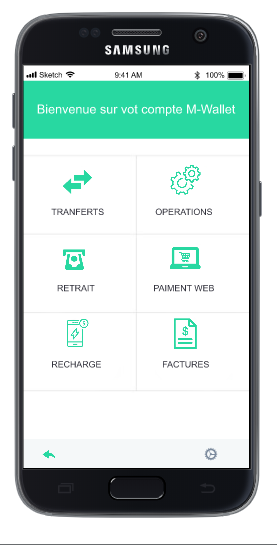 SAMSUNG
Sketch 9:41 AM 100%
Bienvenue sur vot compte M-Wallet
TRANFERTS OPERATIONS
RETRAIT PAIMENT WEB
RECHARGE FACTURES